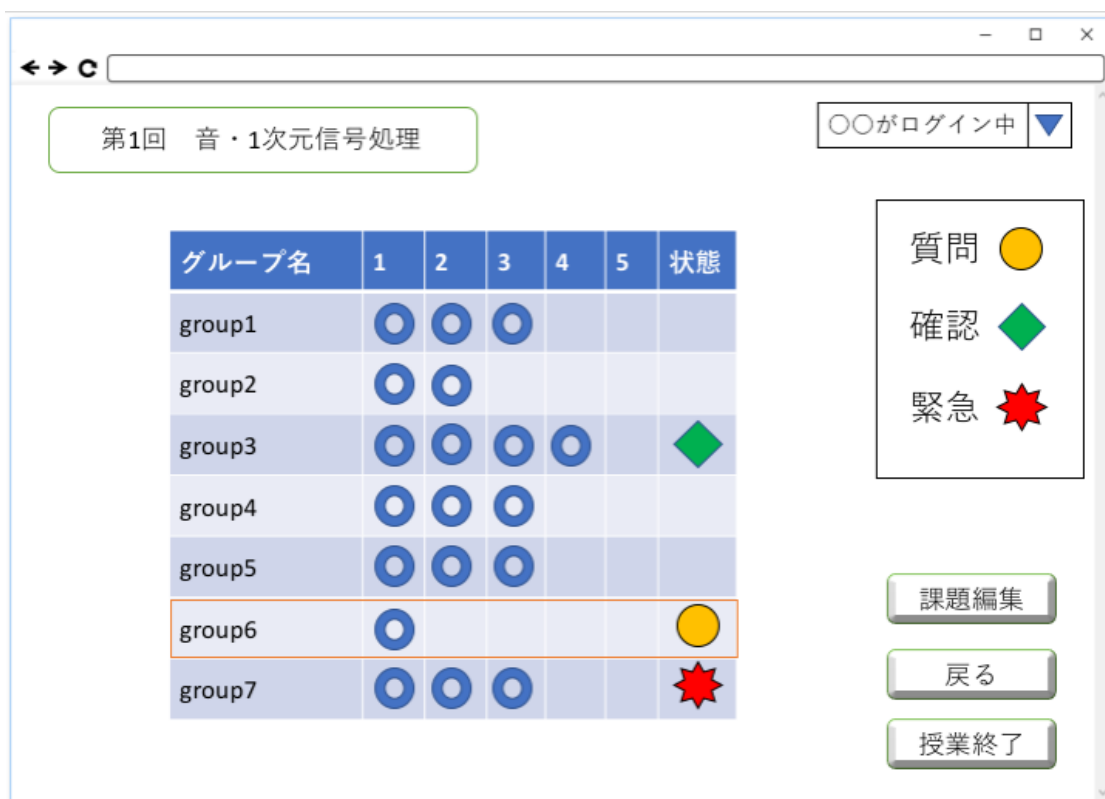 第1回 音・1次元信号処理
〇〇がログイン中
グループ名 1 2 3 4 5 状態
group1
group2
group3
group4
group5
group6
group7
質問
確認
緊急
課題編集
戻る
授業終了